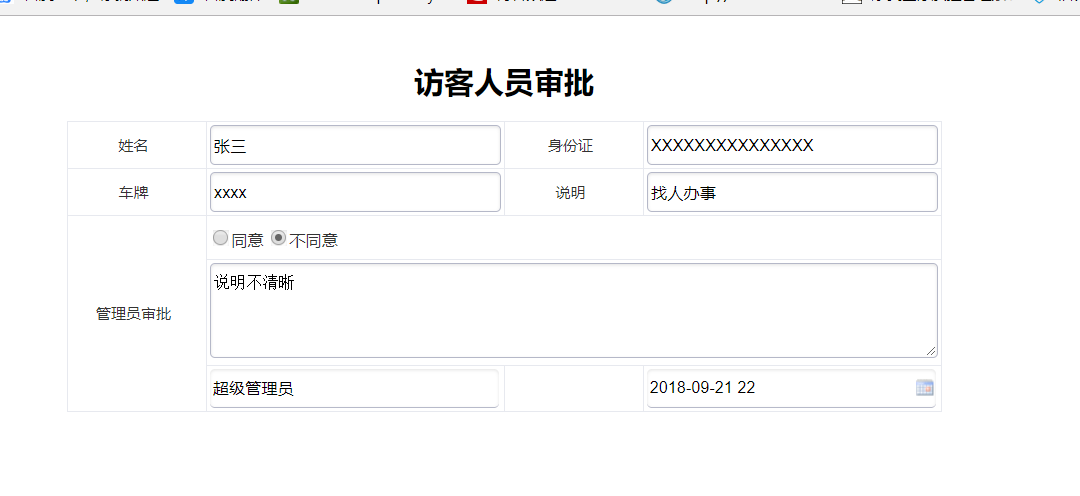 访客人员审批
姓名 张三 身份证 XXXXXXXXXXXXXXX
车牌 xxxx 说明 找人办事
同意 不同意
管理员审批
说明不清晰
超级管理员 2018-09-21 22